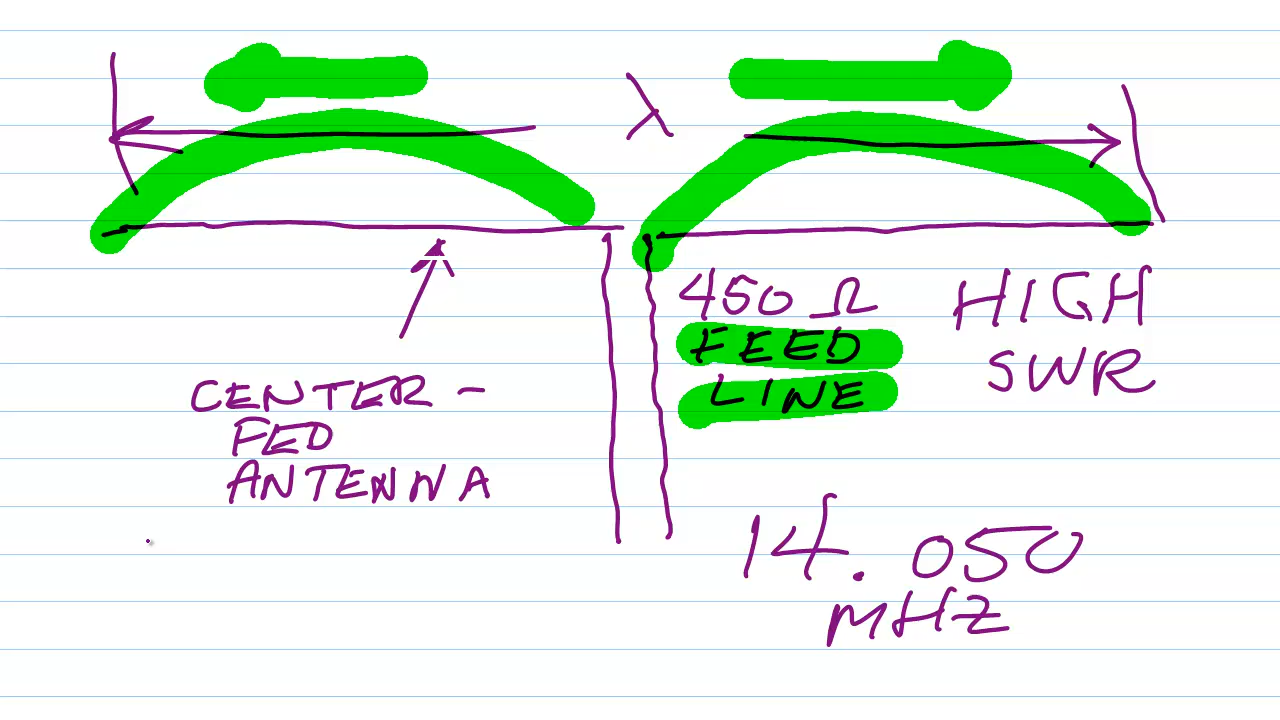 λ
450 Ω
FEED
LINE
HIGH
SWR
CENTER -
FED
ANTENNA
14.050
MHZ